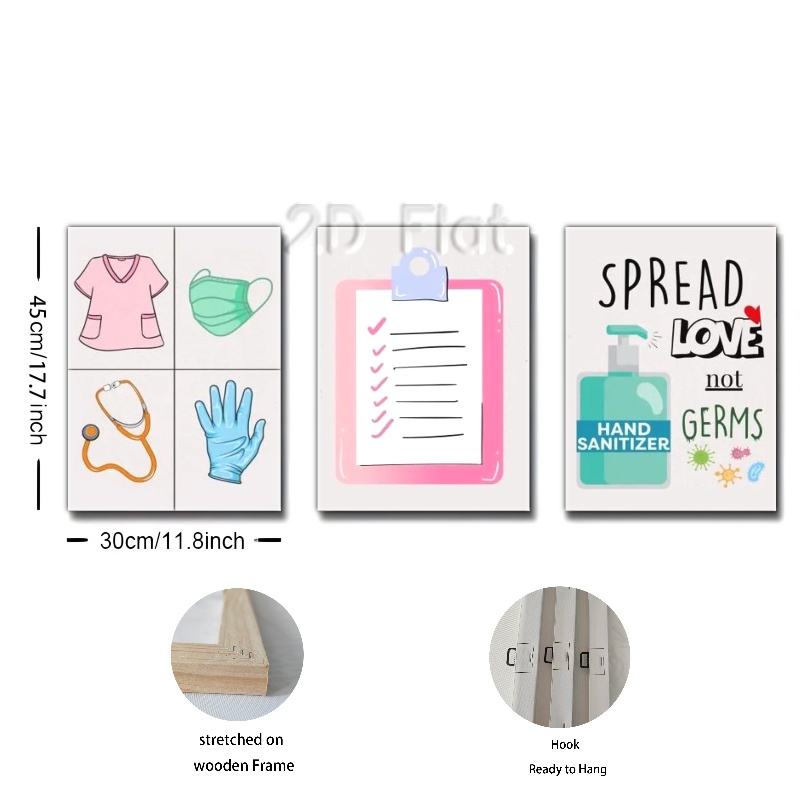 2D Flat
45cm/17.7inch
30cm/11.8inch
SPREAD
LOVE
not
GERMS
HAND
SANITIZER
stretched on
wooden Frame
Hook
Ready to Hang